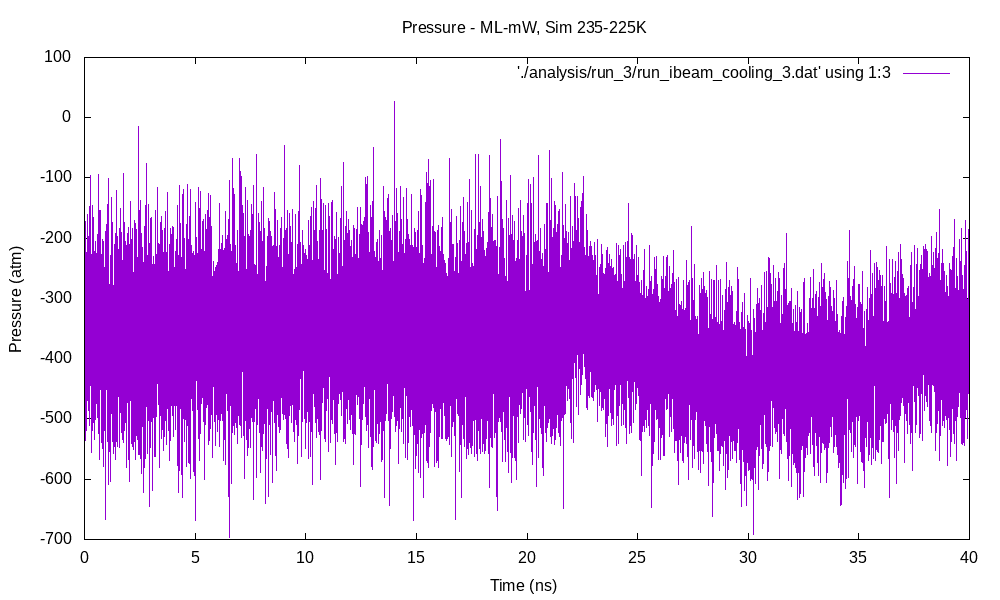 Pressure - ML-mW, Sim 235-225K
'./analysis/run_3/run_ibeam_cooling_3.dat' using 1:3
Pressure (atm)
100
0
-100
-200
-300
-400
-500
-600
-700
0 5 10 15 20 25 30 35 40
Time (ns)